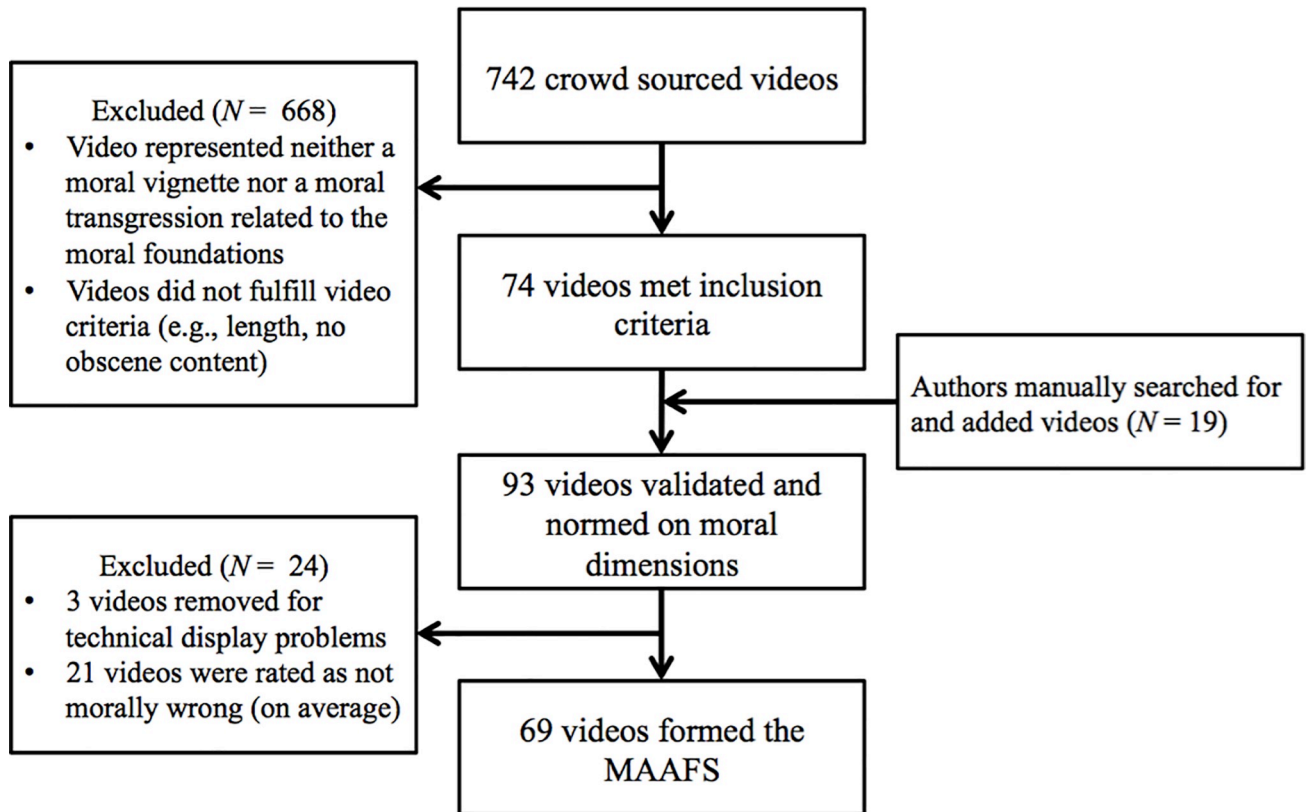 742 crowd sourced videos
Excluded (N = 668)
• Video represented neither a
moral vignette nor a moral
transgression related to the
moral foundations
• Videos did not fulfill video
criteria (e.g., length, no
obscene content)
74 videos met inclusion
criteria
Authors manually searched for
and added videos (N = 19)
93 videos validated and
normed on moral
dimensions
Excluded (N = 24)
• 3 videos removed for
technical display problems
• 21 videos were rated as not
morally wrong (on average)
69 videos formed the
MAAFS